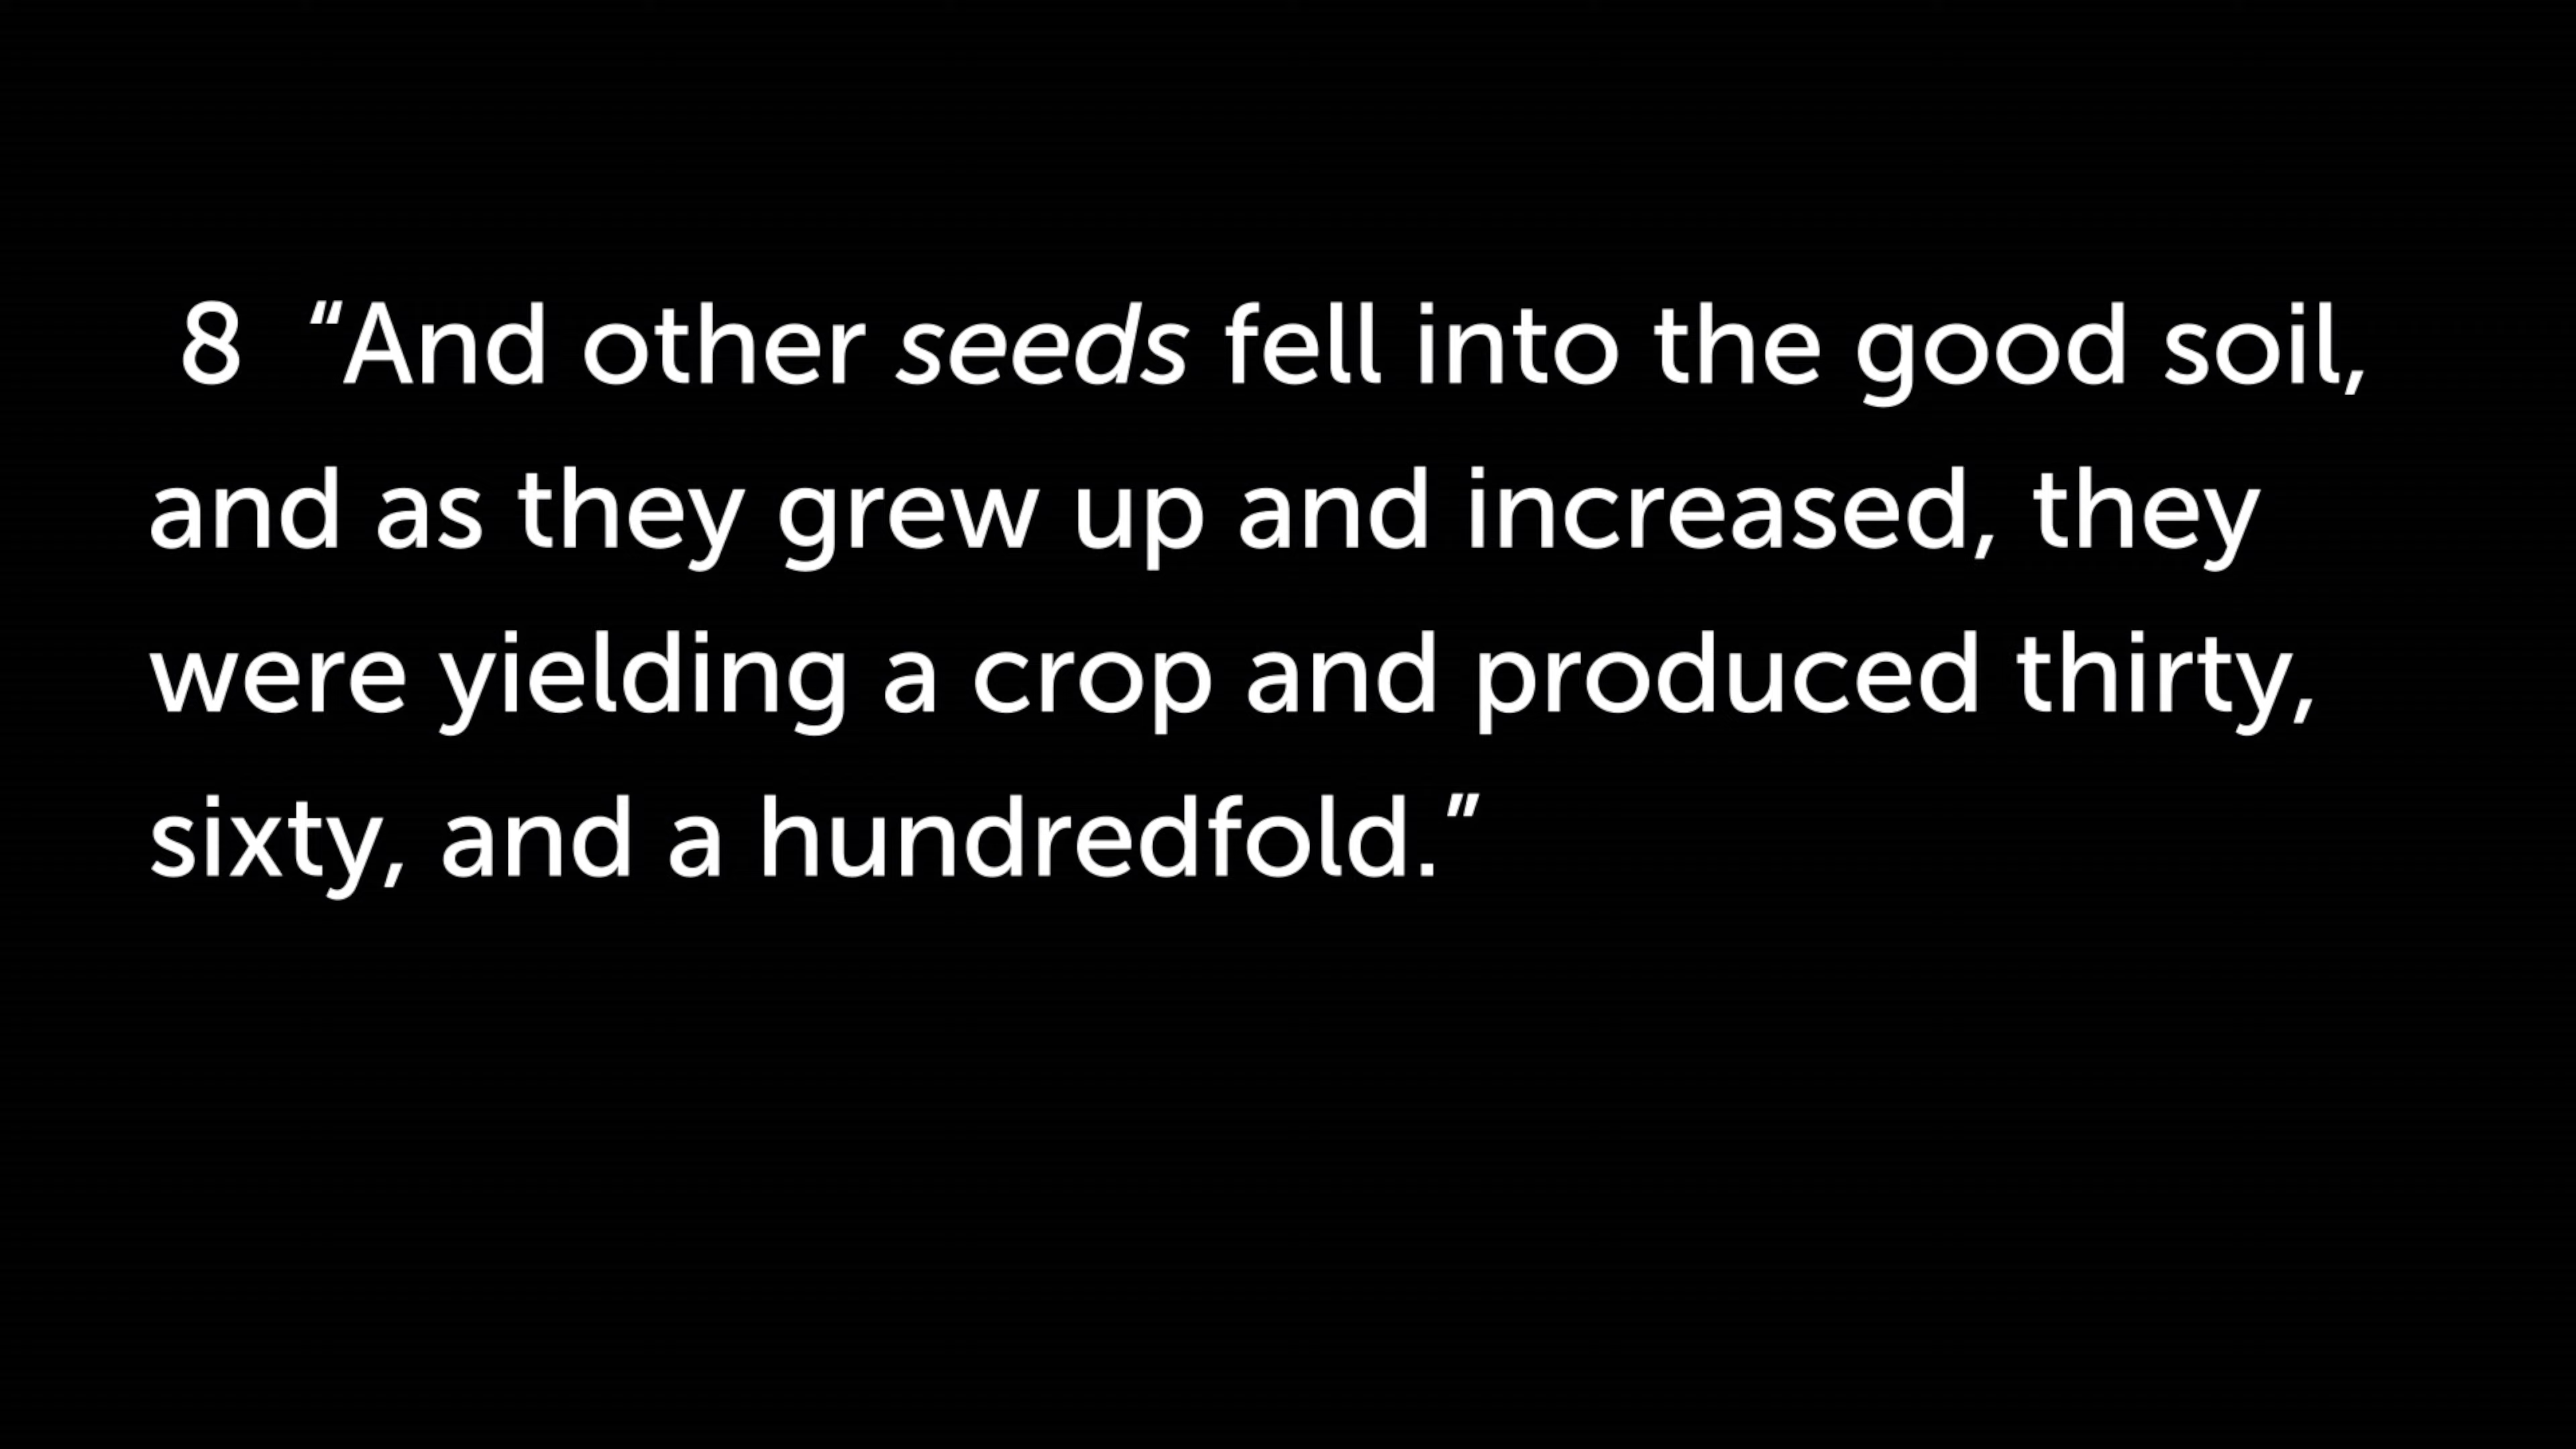 8 “And other seeds fell into the good soil,
and as they grew up and increased, they
were yielding a crop and produced thirty,
sixty, and a hundredfold.”